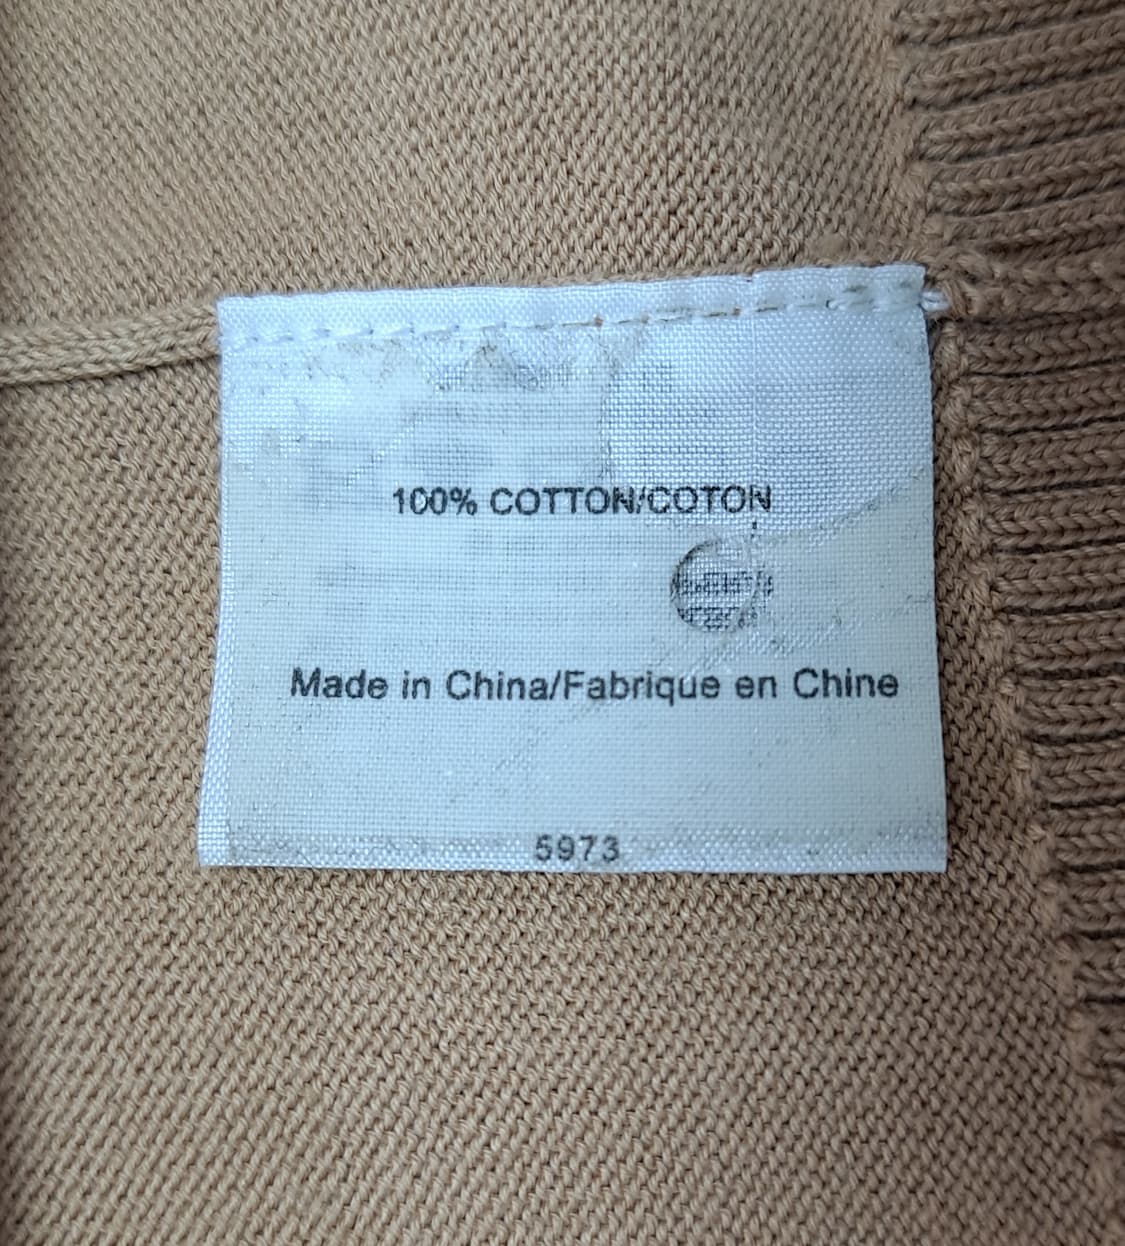 100% COTTON/COTON
Made in China/Fabrique en Chine
5973